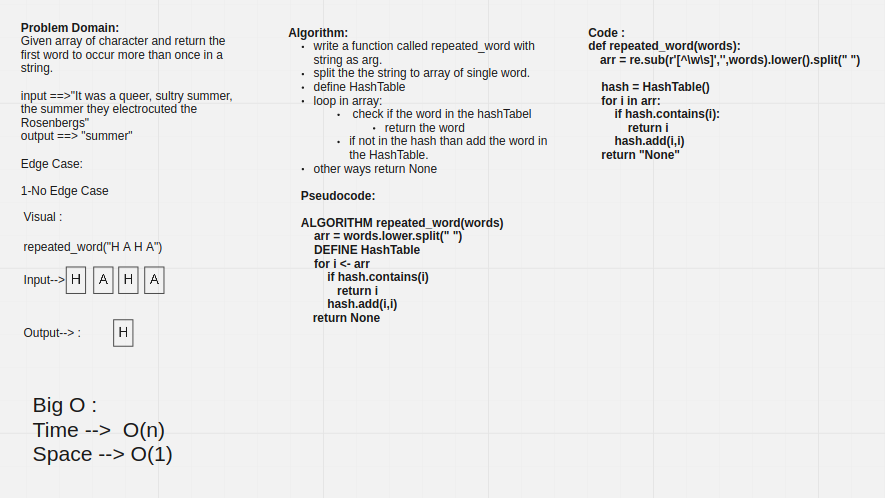 Problem Domain:
Given array of character and return the
first word to occur more than once in a
string.
input ==>"It was a queer, sultry summer,
the summer they electrocuted the
Rosenbergs"
output ==> "summer"
Edge Case:
1-No Edge Case
Visual :
repeated_word("H A H A")
Input--> H A H A
Output--> : H
Big O :
Time --> O(n)
Space --> O(1)
Algorithm:
• write a function called repeated_word with
string as arg.
• split the the string to array of single word.
• define HashTable
• loop in array:
• check if the word in the hashTabel
• return the word
• if not in the hash than add the word in
the HashTable.
• other ways return None
Pseudocode:
ALGORITHM repeated_word(words)
arr = words.lower.split(" ")
DEFINE HashTable
for i <- arr
if hash.contains(i)
return i
hash.add(i,i)
return None
Code :
def repeated_word(words):
arr = re.sub(r'[^\w\s]','',words).lower().split(" ")
hash = HashTable()
for i in arr:
if hash.contains(i):
return i
hash.add(i,i)
return "None"